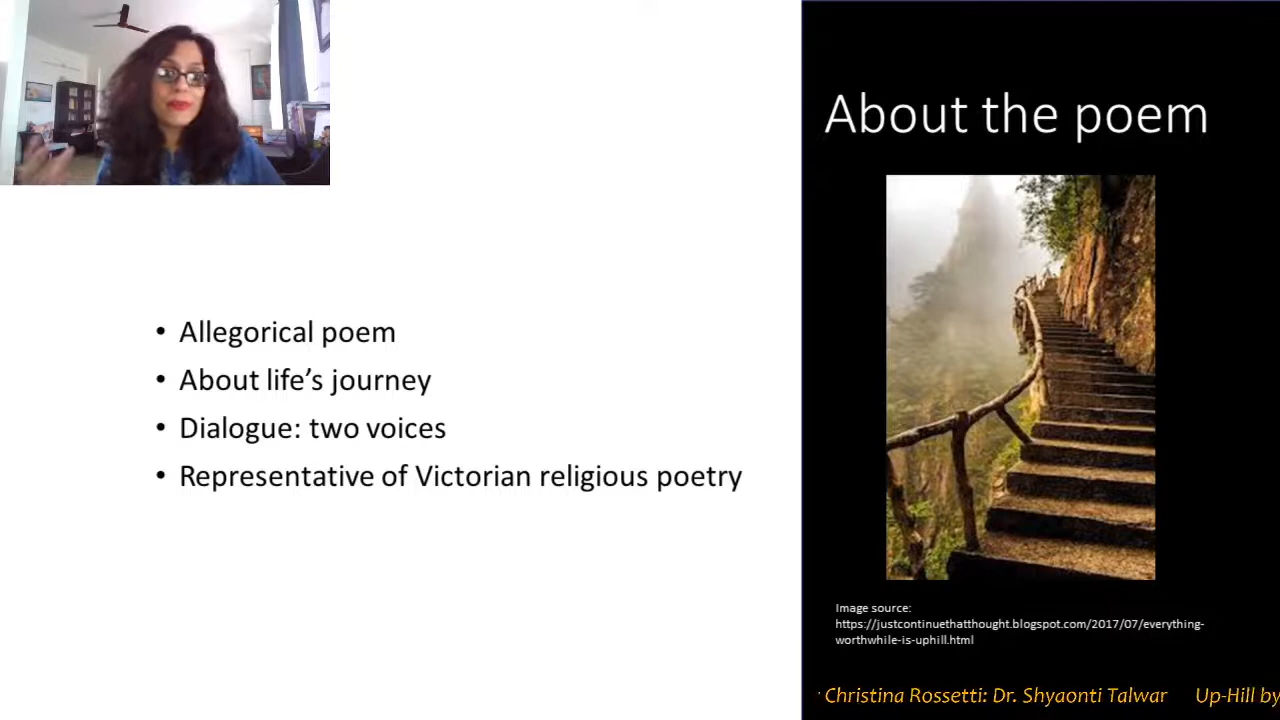 About the poem
• Allegorical poem
• About life’s journey
• Dialogue: two voices
• Representative of Victorian religious poetry
Image source:
https://justcontinuethatthought.blogspot.com/2017/07/everything-
worthwhile-is-uphill.html
Christina Rossetti: Dr. Shyaonti Talwar Up-Hill by